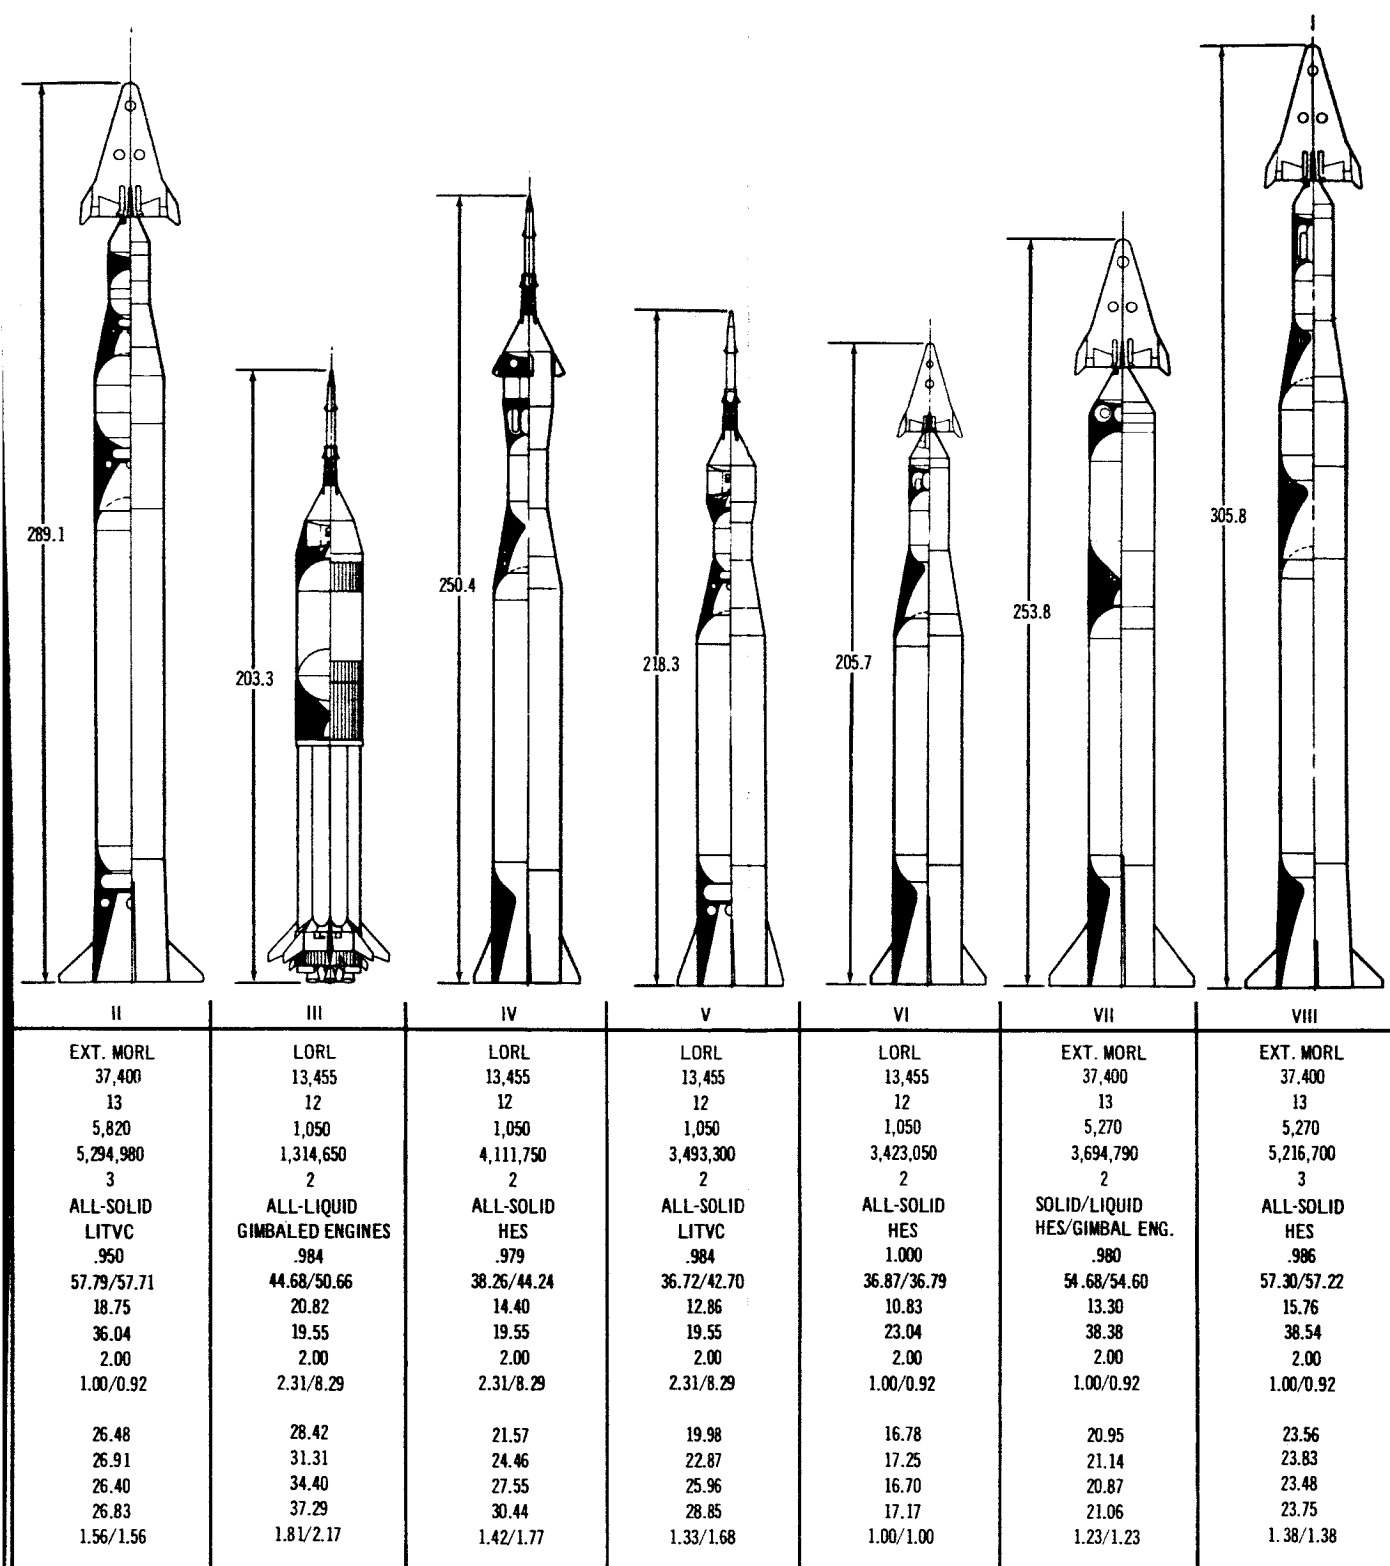 289.1
203.3
250.4
218.3
205.7
253.8
305.8
II III IV V VI VII VIII
EXT. MORL LORL LORL LORL LORL EXT. MORL EXT. MORL
37,400 13,455 13,455 13,455 13,455 37,400 37.400
13 12 12 12 12 13 13
5,820 1,050 1,050 1,050 1,050 5,270 5,270
5,294,980 1,314,650 4,111,750 3,493,300 3,423,050 3,694,790 5,216,700
3 2 2 2 2 2 3
ALL-SOLID ALL-LIQUID ALL-SOLID ALL-SOLID ALL-SOLID SOLID/LIQUID ALL-SOLID
LITVC GIMBALED ENGINES HES LITVC HES HES/GIMBAL ENG. HES
.950 .984 .979 .984 1.000 .980 .986
57.79/57.71 44.68/50.66 38.26/44.24 36.72/42.70 36.87/36.79 54.68/54.60 57.30/57.22
18.75 20.82 14.40 12.86 10.83 13.30 15.76
36.04 19.55 19.55 19.55 23.04 38.38 38.54
2.00 2.00 2.00 2.00 2.00 2.00 2.00
1.00/0.92 2.31/8.29 2.31/8.29 2.31/8.29 1.00/0.92 1.00/0.92 1.00/0.92
26.48 28.42 21.57 19.98 16.78 20.95 23.56
26.91 31.31 24.46 22.87 17.25 21.14 23.83
26.40 34.40 27.55 25.96 16.70 20.87 23.48
26.83 37.29 30.44 28.85 17.17 21.06 23.75
1.56/1.56 1.81/2.17 1.42/1.77 1.33/1.68 1.00/1.00 1.23/1.23 1.38/1.38